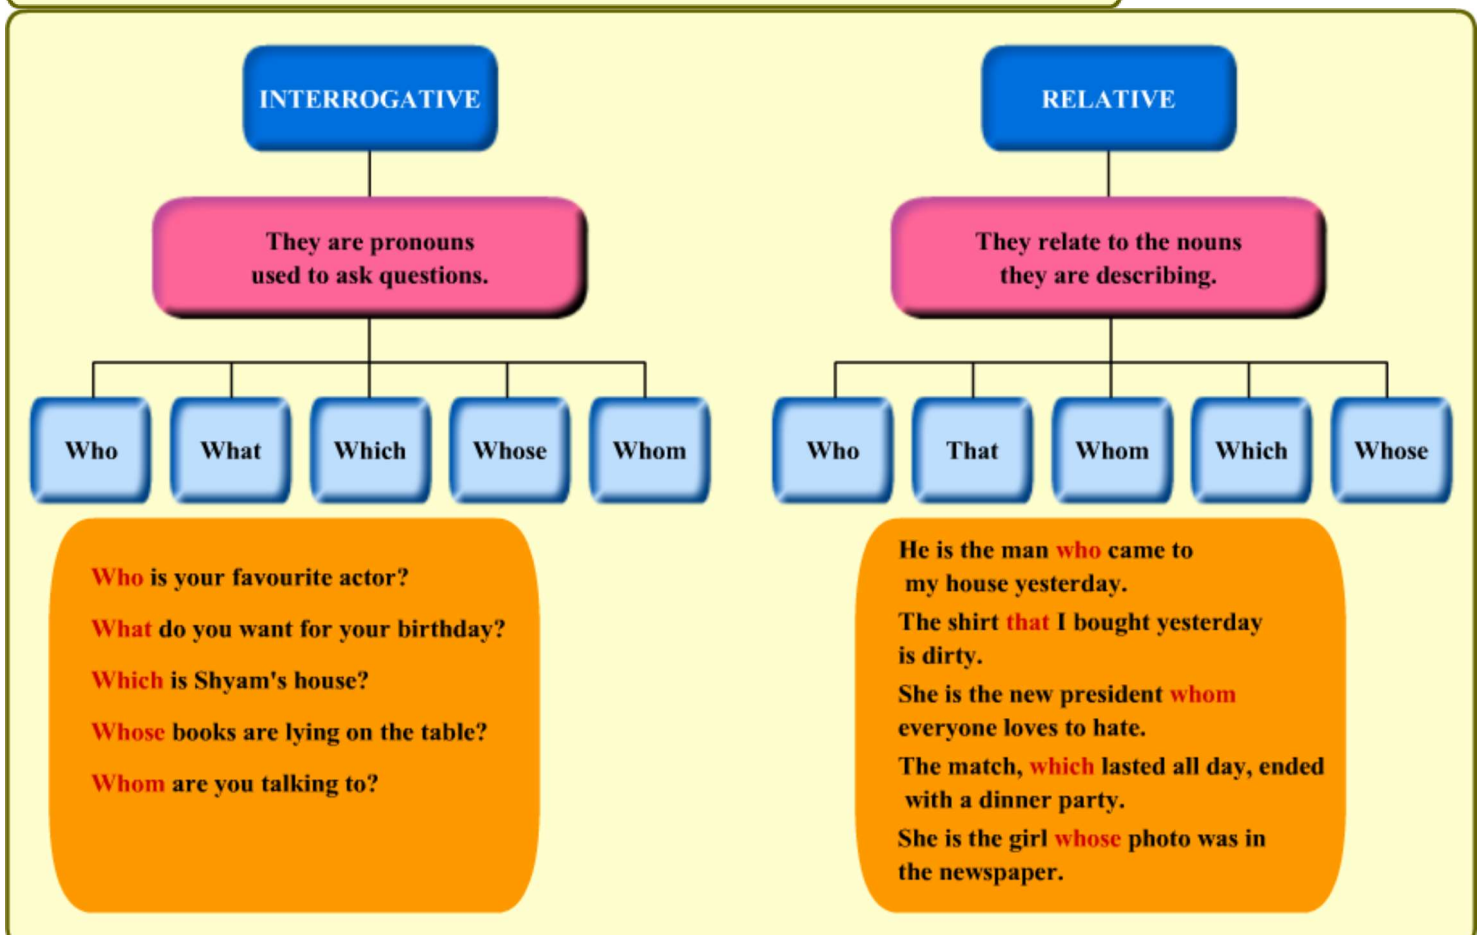 INTERROGATIVE
They are pronouns
used to ask questions.
Who
What
Which
Whose
Whom
Who is your favourite actor?
What do you want for your birthday?
Which is Shyam's house?
Whose books are lying on the table?
Whom are you talking to?
RELATIVE
They relate to the nouns
they are describing.
Who
That
Whom
Which
Whose
He is the man who came to
my house yesterday.
The shirt that I bought yesterday
is dirty.
She is the new president whom
everyone loves to hate.
The match, which lasted all day, ended
with a dinner party.
She is the girl whose photo was in
the newspaper.